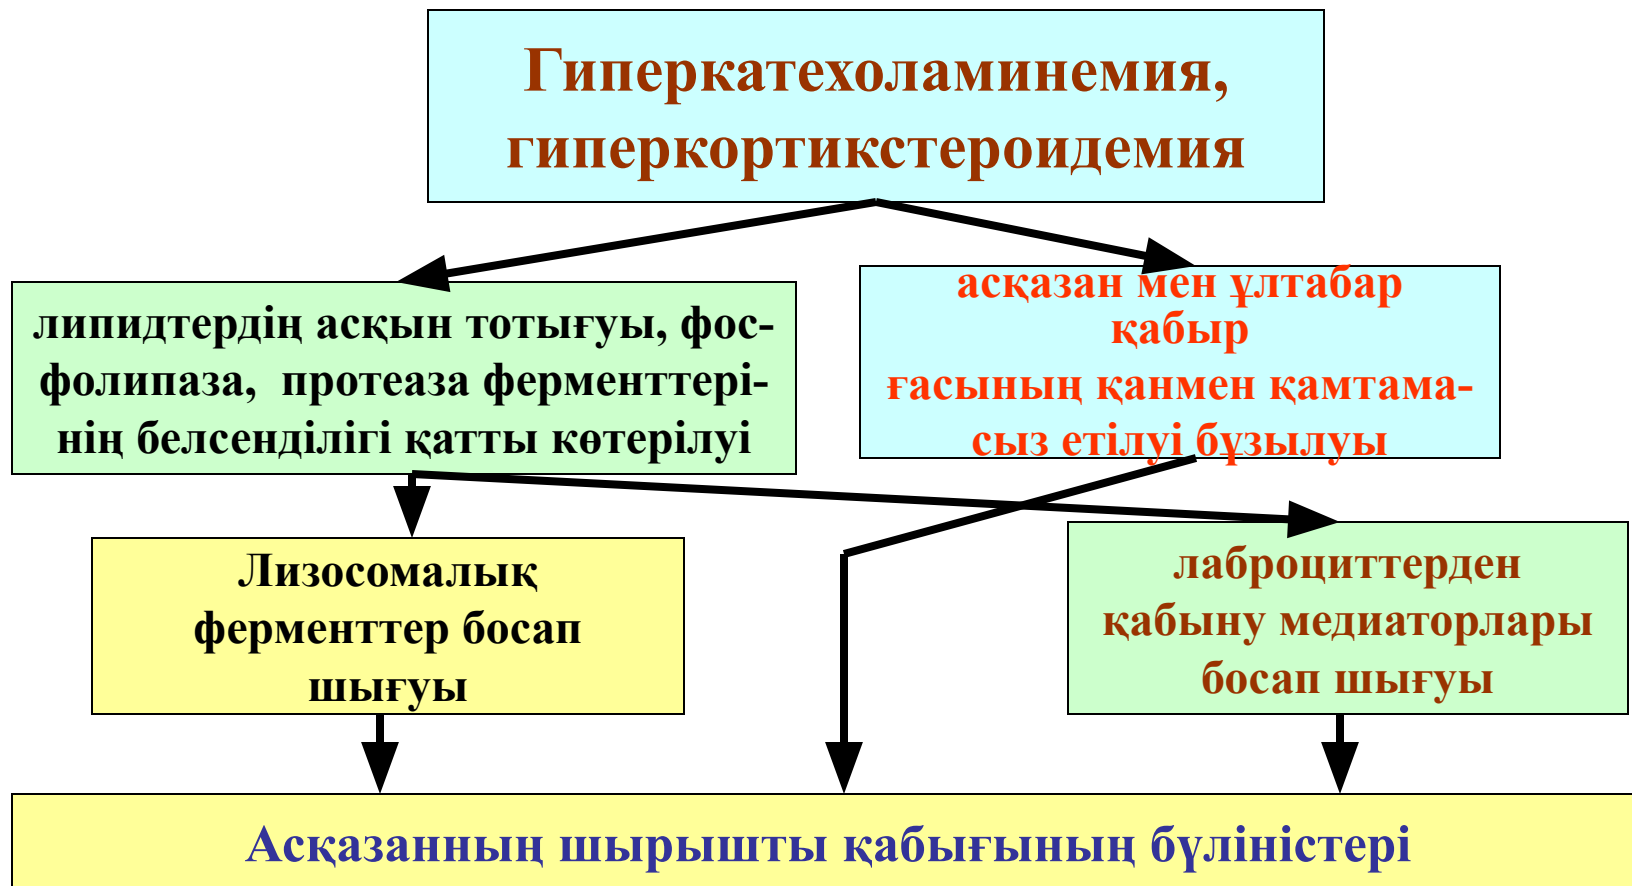 Гиперкатехоламинемия,
гиперкортикстероидемия
липидтердің асқын тотығуы, фос-
фолипаза, протеаза ферменттері-
нің белсенділігі қатты көтерілуі
асқазан мен ұлтабар
қабыр
ғасының қанмен қамтама-
сыз етілуі бұзылуы
Лизосомалық
ферменттер босап
шығуы
лаброциттерден
қабыну медиаторлары
босап шығуы
Асқазанның шырышты қабығының бүліністері